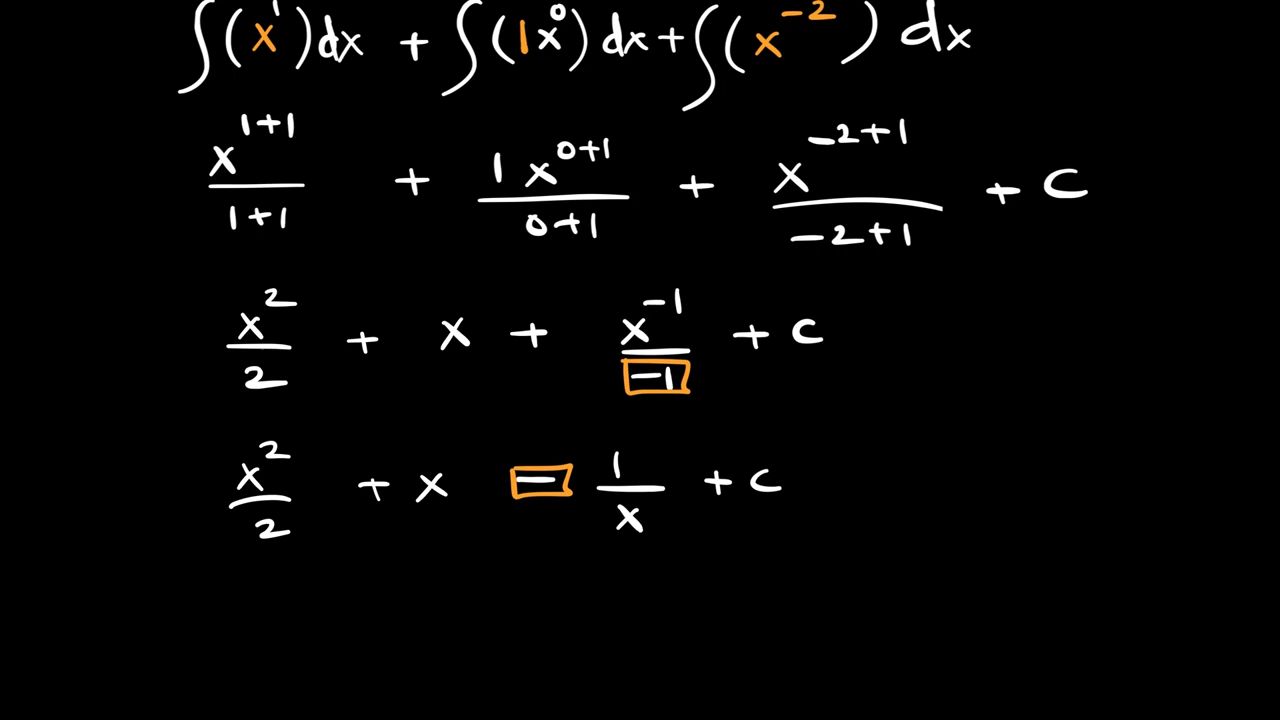 ∫(x¹)dx + ∫(1x⁰)dx + ∫(x⁻²)dx
x¹⁺¹/1+1 + 1x⁰⁺¹/0+1 + x⁻²⁺¹/-2+1 + C
x²/2 + x + x⁻¹/-1 + C
x²/2 + x - 1/x + C